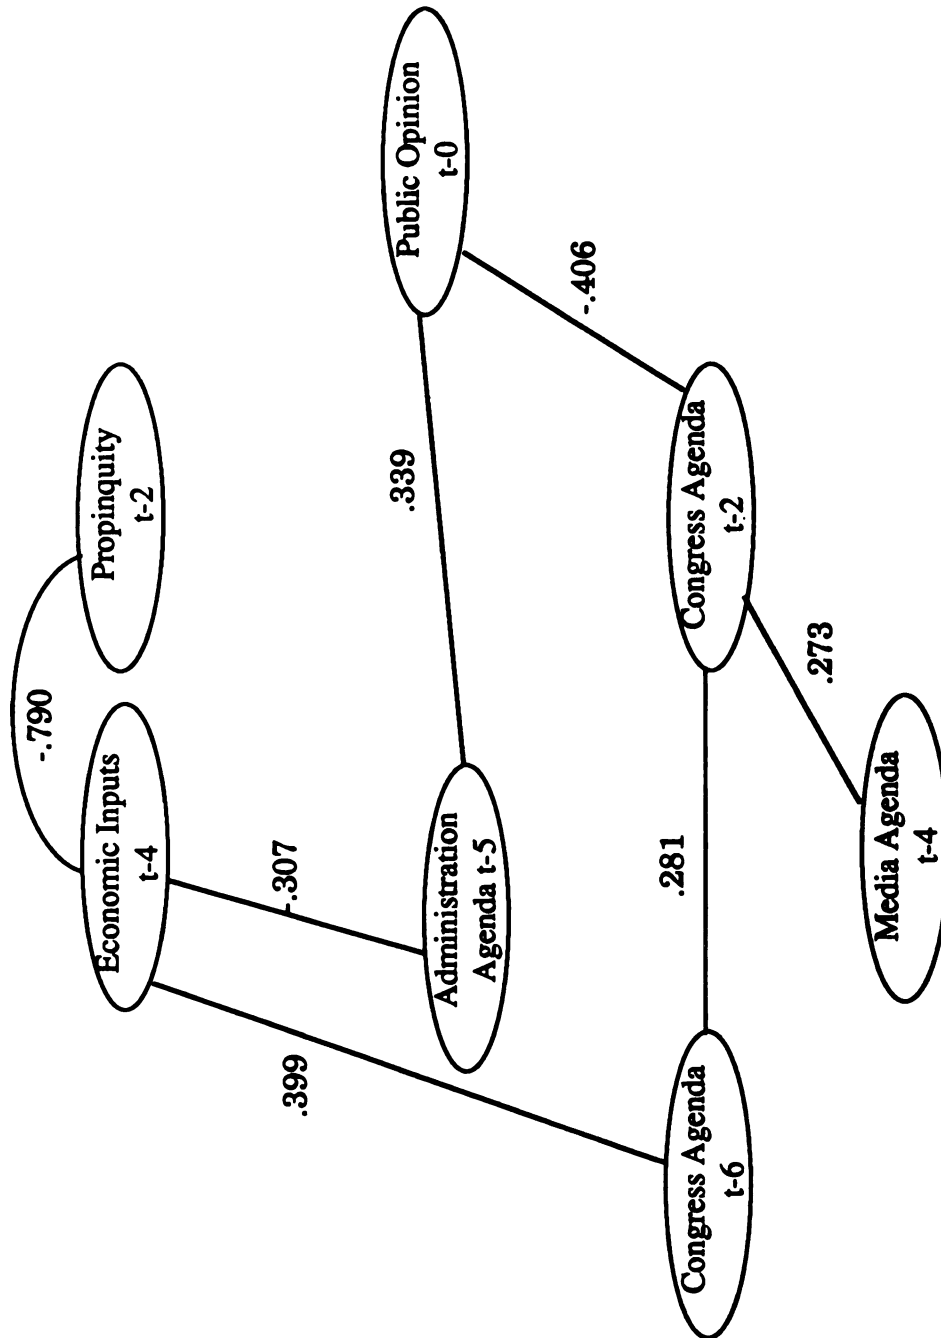 -.790
Economic Inputs
t-4
Propinquity
t-2
-.307
.399
Administration
Agenda t-5
.339
Public Opinion
t-0
-.406
Congress Agenda
t-6
.281
Congress Agenda
t-2
.273
Media Agenda
t-4